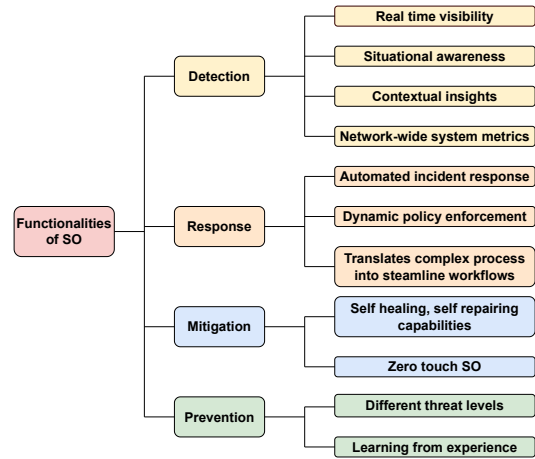 Functionalities
of SO
Detection
Real time visibility
Situational awareness
Contextual insights
Network-wide system metrics
Response
Automated incident response
Dynamic policy enforcement
Translates complex process
into steamline workflows
Mitigation
Self healing, self repairing
capabilities
Zero touch SO
Prevention
Different threat levels
Learning from experience